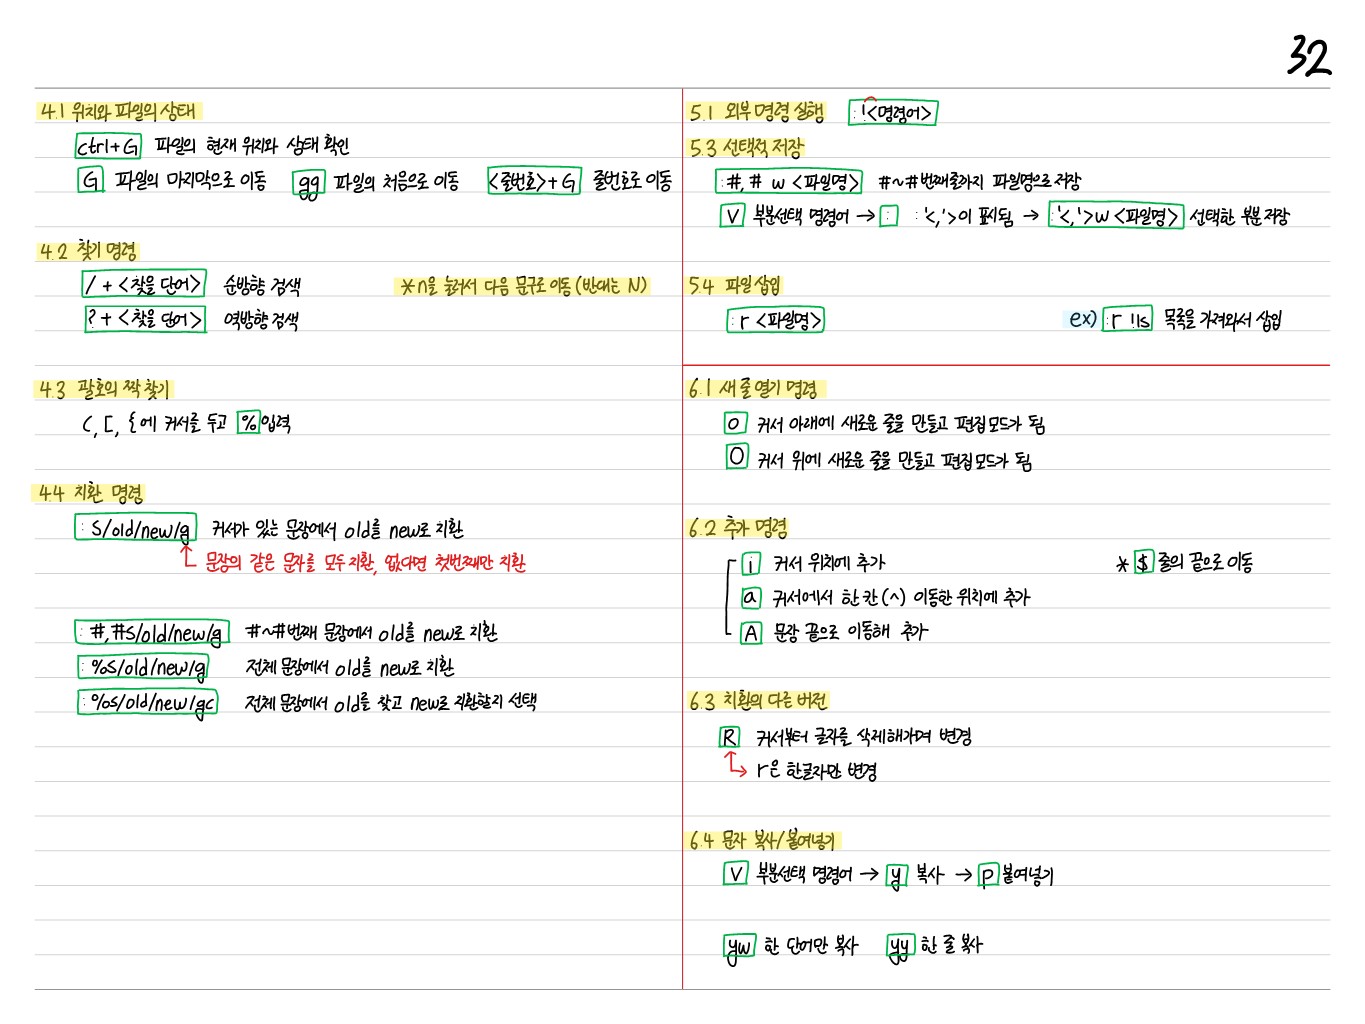 32
4.1 위치와 파일의 상태
ctrl+G 파일의 현재 위치와 상태 확인
G 파일의 마지막으로 이동 gg 파일의 처음으로 이동 <줄번호>+G 줄번호로 이동
4.2 찾기 명령
/ + <찾을 단어> 순방향 검색 *n을 눌러서 다음 문구로 이동 (반대는 N)
? + <찾을 단어> 역방향 검색
4.3 괄호의 짝 찾기
(, [, {에 커서를 두고 % 입력
4.4 치환 명령
: S/old/new/g 커서가 있는 문장에서 old를 new로 치환
문장의 같은 문자를 모두 치환, 없다면 첫번째만 치환
: #,#S/old/new/g #~#번째 문장에서 old를 new로 치환
: %S/old/new/g 전체 문장에서 old를 new로 치환
: %S/old/new/gc 전체 문장에서 old를 찾고 new로 치환할지 선택
5.1 외부 명령 실행 : !<명령어>
5.3 선택적 저장
: #,# w <파일명> #~#번째줄까지 파일명으로 저장
V 부분선택 명령어 → : :'<,'>이 표시됨 → :'<,'>w <파일명> 선택한 부분 저장
5.4 파일 삽입
: r <파일명> ex) :r !ls 목록을 가져와서 삽입
6.1 새 줄 열기 명령
o 커서 아래에 새로운 줄을 만들고 편집모드가 됨
O 커서 위에 새로운 줄을 만들고 편집모드가 됨
6.2 추가 명령
i 커서 위치에 추가 * $ 줄의 끝으로 이동
a 커서에서 한 칸(^) 이동한 위치에 추가
A 문장 끝으로 이동해 추가
6.3 치환의 다른 버전
R 커서부터 글자를 삭제해가며 변경
r은 한글자만 변경
6.4 문자 복사/붙여넣기
V 부분선택 명령어 → y 복사 → p 붙여넣기
yw 한 단어만 복사 yy 한 줄 복사